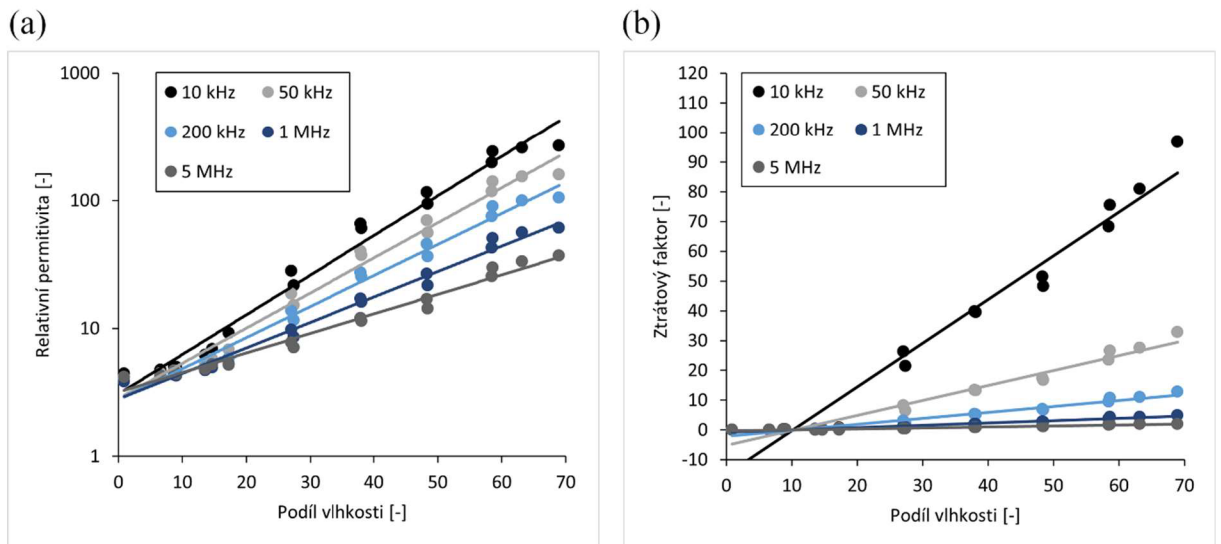 (a)
1000
100
10
1
Relativní permitivita [-]
10 kHz 50 kHz
200 kHz 1 MHz
5 MHz
0 10 20 30 40 50 60 70
Podíl vlhkosti [-]
(b)
120
110
100
90
80
70
60
50
40
30
20
10
0
-10
Ztrátový faktor [-]
10 kHz 50 kHz
200 kHz 1 MHz
5 MHz
0 10 20 30 40 50 60 70
Podíl vlhkosti [-]